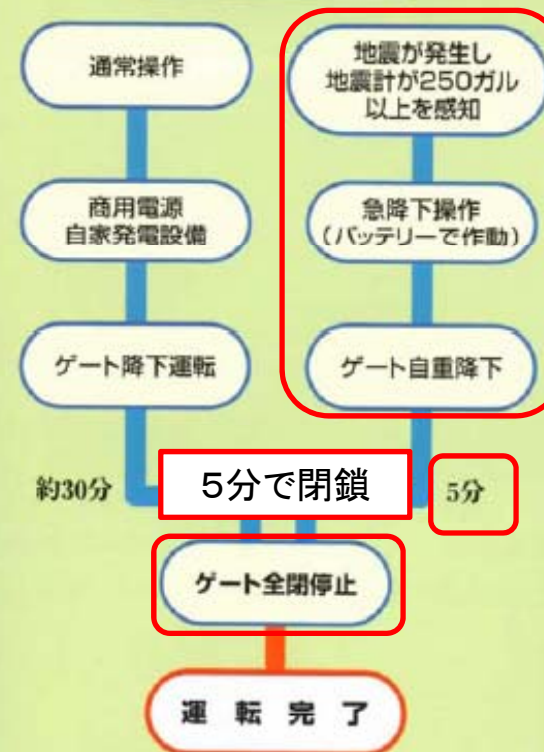 通常操作
商用電源
自家発電設備
ゲート降下運転
約30分
地震が発生し
地震計が250ガル
以上を感知
急降下操作
(バッテリーで作動)
ゲート自重降下
5分
5分で閉鎖
ゲート全閉停止
運転完了